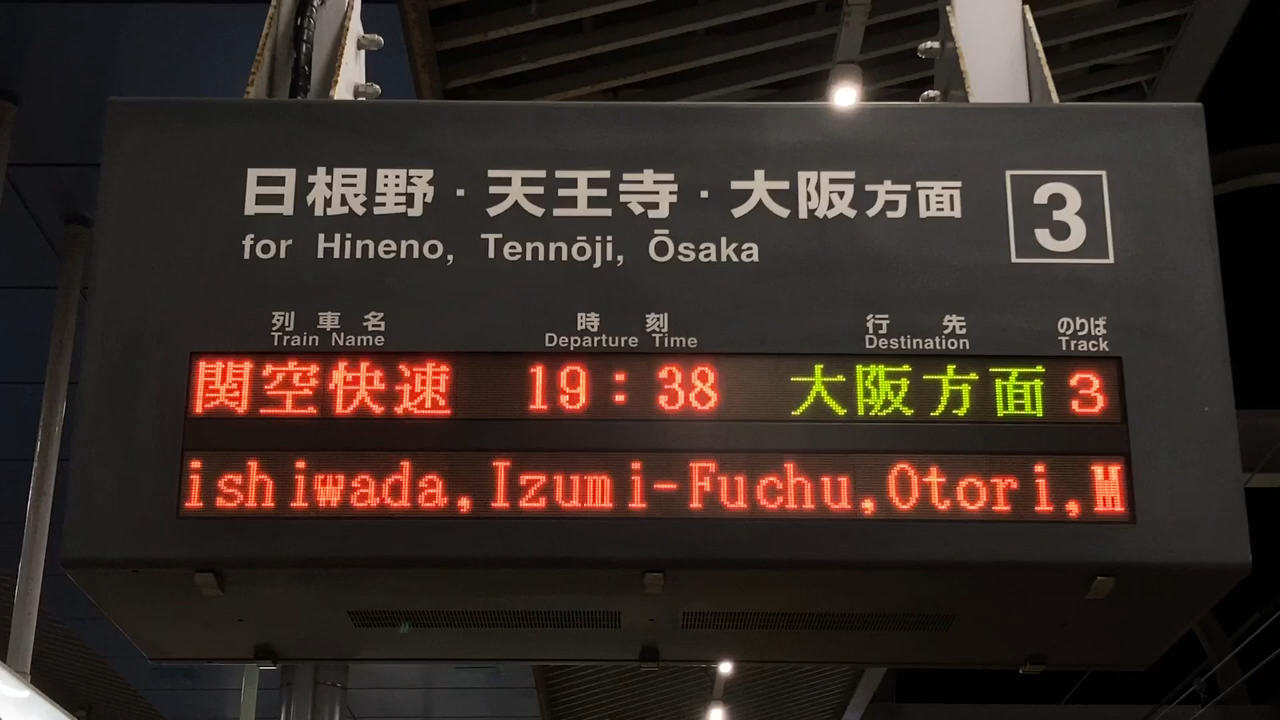 日根野・天王寺・大阪方面 3
for Hineno, Tennōji, Ōsaka
列車名 時刻 行先 のりば
Train Name Departure Time Destination Track
関空快速 19:38 大阪方面 3
ishiwada,Izumi-Fuchu,Otori,M